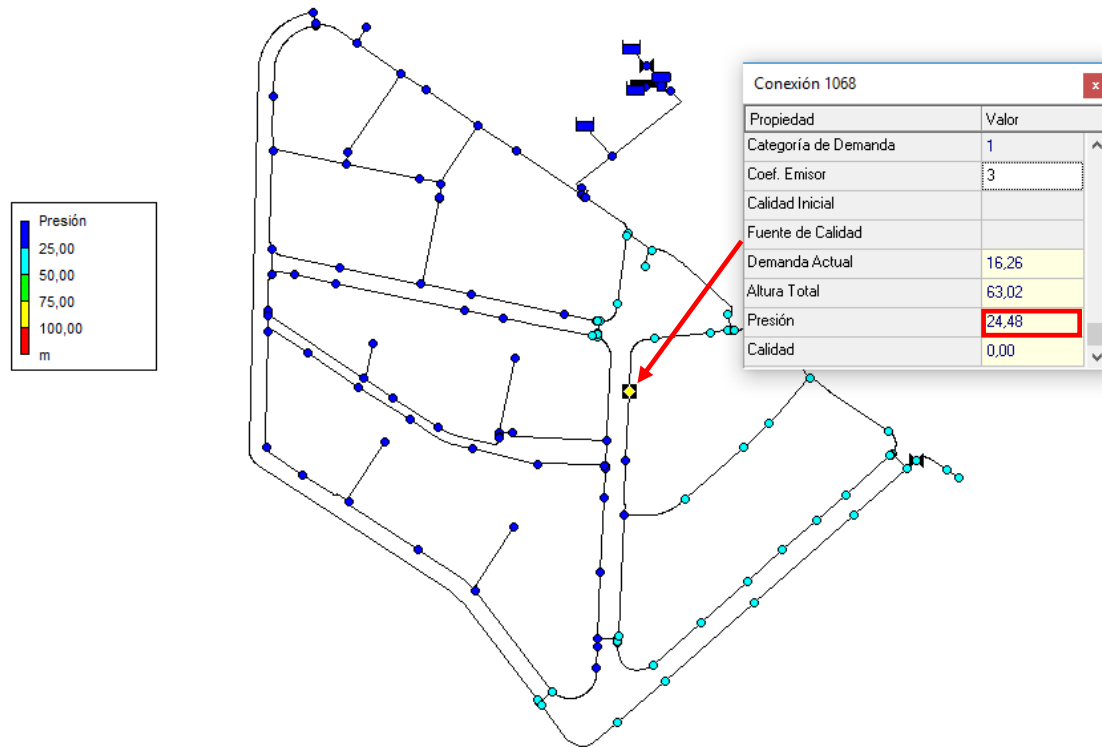 Conexión 1068
x
Propiedad Valor
Categoría de Demanda 1
Coef. Emisor 3
Calidad Inicial
Fuente de Calidad
Demanda Actual 16,26
Altura Total 63,02
Presión 24,48
Calidad 0,00
Presión
25,00
50,00
75,00
100,00
m